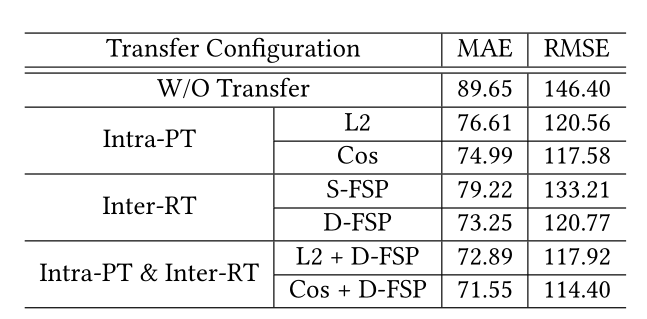 Transfer Configuration MAE RMSE
W/O Transfer 89.65 146.40
Intra-PT L2 76.61 120.56
Cos 74.99 117.58
Inter-RT S-FSP 79.22 133.21
D-FSP 73.25 120.77
Intra-PT & Inter-RT L2 + D-FSP 72.89 117.92
Cos + D-FSP 71.55 114.40